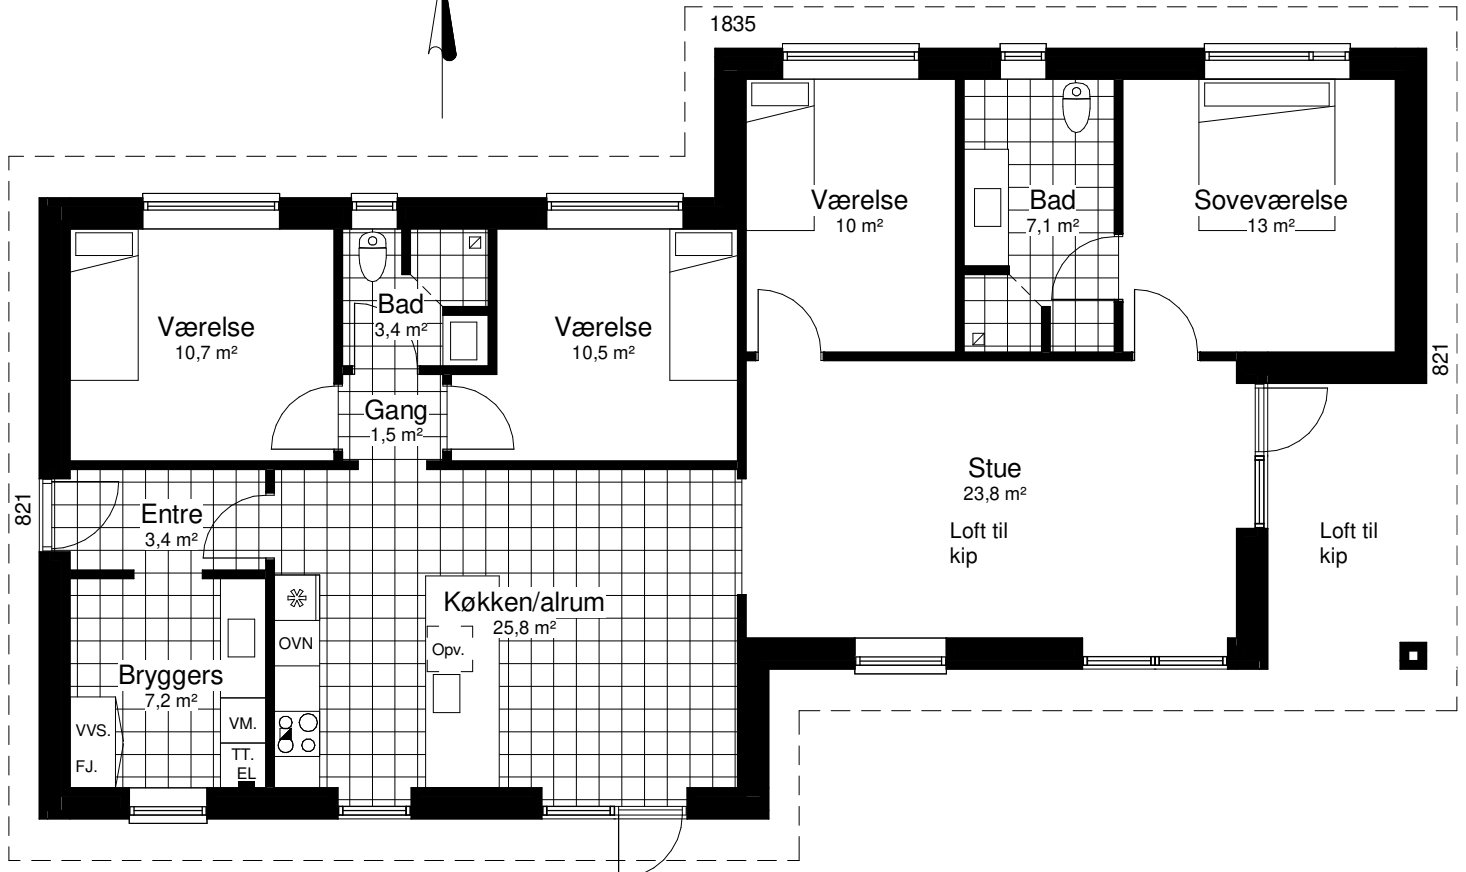 1835
Værelse
10 m²
Bad
7,1 m²
Soveværelse
13 m²
Værelse
10,7 m²
Bad
3,4 m²
Værelse
10,5 m²
Gang
1,5 m²
821
Stue
23,8 m²
Loft til
kip
Loft til
kip
821
Entre
3,4 m²
Køkken/alrum
25,8 m²
OVN
Opv.
Bryggers
7,2 m²
VVS.
FJ.
VM.
TT.
EL